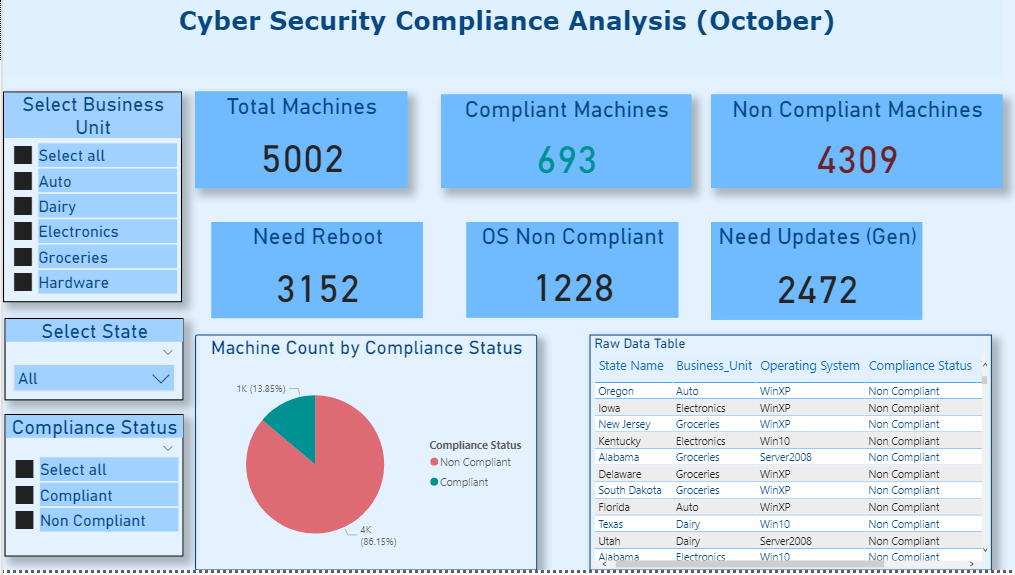 Cyber Security Compliance Analysis (October)
Select Business
Unit
Select all
Auto
Dairy
Electronics
Groceries
Hardware
Total Machines
5002
Compliant Machines
693
Non Compliant Machines
4309
Need Reboot
3152
OS Non Compliant
1228
Need Updates (Gen)
2472
Select State
All
Compliance Status
Select all
Compliant
Non Compliant
Machine Count by Compliance Status
1K (13.85%)
4K
(86.15%)
Compliance Status
Non Compliant
Compliant
Raw Data Table
State Name Business_Unit Operating System Compliance Status
Oregon Auto WinXP Non Compliant
Iowa Electronics WinXP Non Compliant
New Jersey Groceries WinXP Non Compliant
Kentucky Electronics Win10 Non Compliant
Alabama Groceries Server2008 Non Compliant
Delaware Groceries WinXP Non Compliant
South Dakota Groceries WinXP Non Compliant
Florida Auto WinXP Non Compliant
Texas Dairy Win10 Non Compliant
Utah Dairy Server2008 Non Compliant
Alabama Electronics Win10 Non Compliant